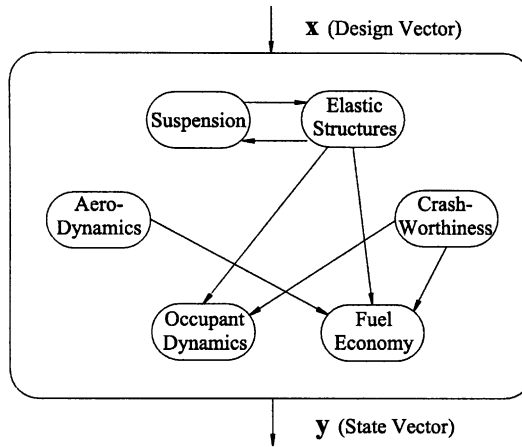 x (Design Vector)
Suspension
Elastic
Structures
Aero-
Dynamics
Crash-
Worthiness
Occupant
Dynamics
Fuel
Economy
y (State Vector)